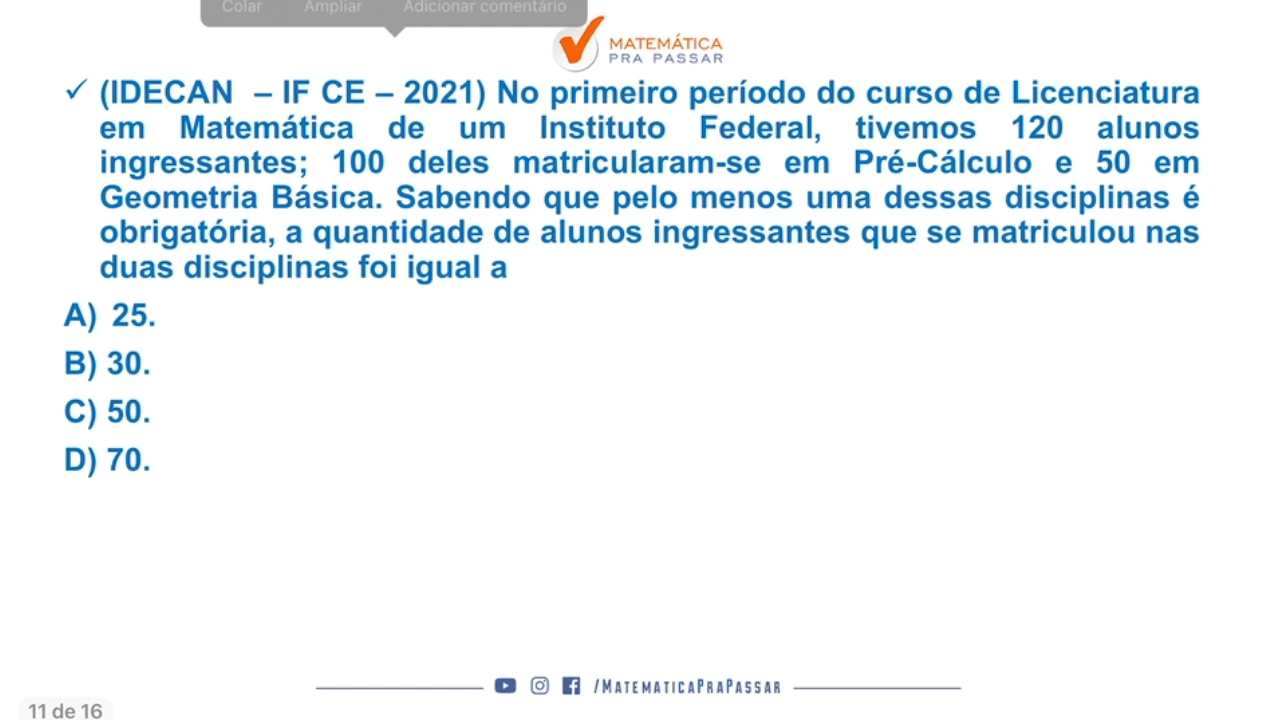 Colar Ampliar Adicionar comentário
MATEMÁTICA
PRA PASSAR
✓ (IDECAN – IF CE – 2021) No primeiro período do curso de Licenciatura
em Matemática de um Instituto Federal, tivemos 120 alunos
ingressantes; 100 deles matricularam-se em Pré-Cálculo e 50 em
Geometria Básica. Sabendo que pelo menos uma dessas disciplinas é
obrigatória, a quantidade de alunos ingressantes que se matriculou nas
duas disciplinas foi igual a
A) 25.
B) 30.
C) 50.
D) 70.
/MATEMATICAPRAPASSAR
11 de 16